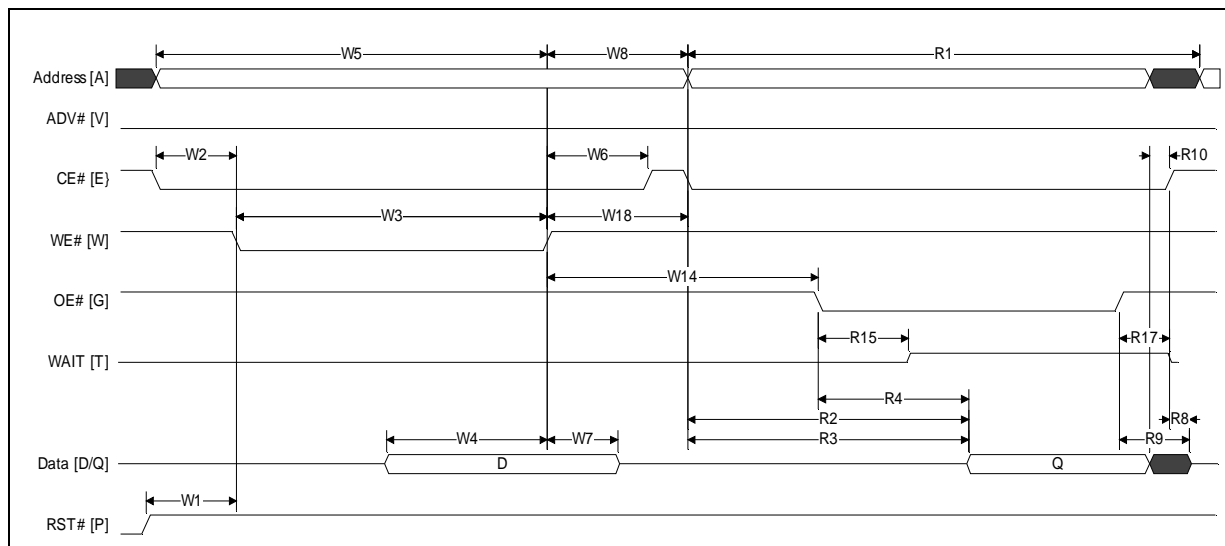 W5 W8 R1
Address [A]
ADV# [V]
W2 W6 R10
CE# [E}
W3 W18
WE# [W]
W14
OE# [G]
R15 R17
WAIT [T]
R4
R2 R8
W4 W7 R3 R9
Data [D/Q] D Q
W1
RST# [P]